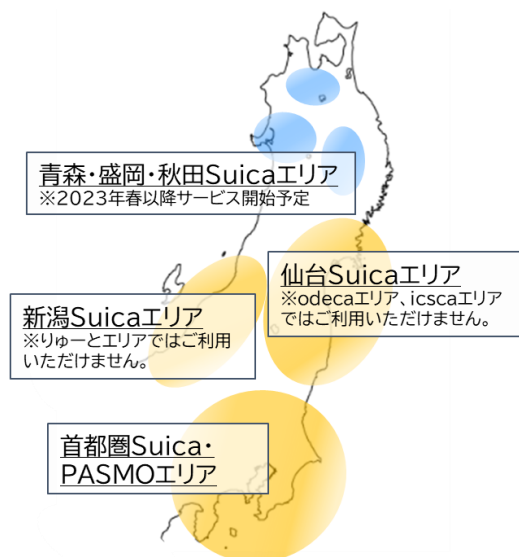 青森・盛岡・秋田Suicaエリア
※2023年春以降サービス開始予定
仙台Suicaエリア
※odecaエリア、icscaエリア
ではご利用いただけません。
新潟Suicaエリア
※りゅーとエリアではご利用
いただけません。
首都圏Suica・
PASMOエリア